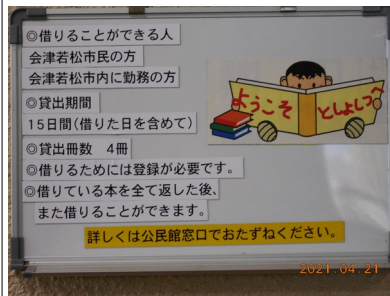 ◎借りることができる人
会津若松市民の方
会津若松市内に勤務の方
◎貸出期間
15日間(借りた日を含めて)
◎貸出冊数　4冊
◎借りるためには登録が必要です。
◎借りている本を全て返した後、
また借りることができます。
ようこそ
としょしつへ
詳しくは公民館窓口でおたずねください。
2021.04.21